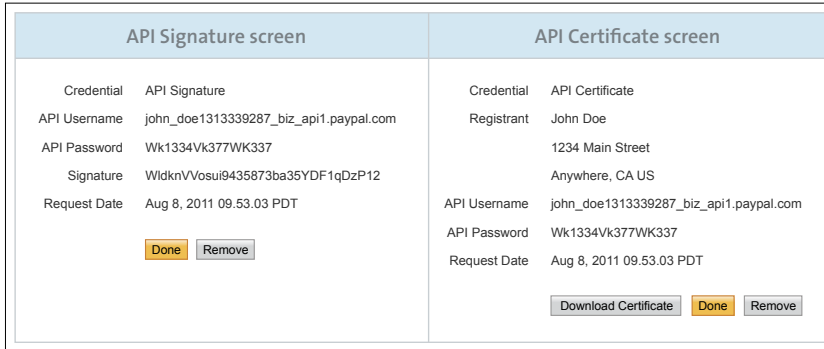 API Signature screen
Credential API Signature
API Username john_doe1313339287_biz_api1.paypal.com
API Password Wk1334Vk377WK337
Signature WldknVVosui9435873ba35YDF1qDzP12
Request Date Aug 8, 2011 09.53.03 PDT
Done Remove
API Certificate screen
Credential API Certificate
Registrant John Doe
1234 Main Street
Anywhere, CA US
API Username john_doe1313339287_biz_api1.paypal.com
API Password Wk1334Vk377WK337
Request Date Aug 8, 2011 09.53.03 PDT
Download Certificate Done Remove